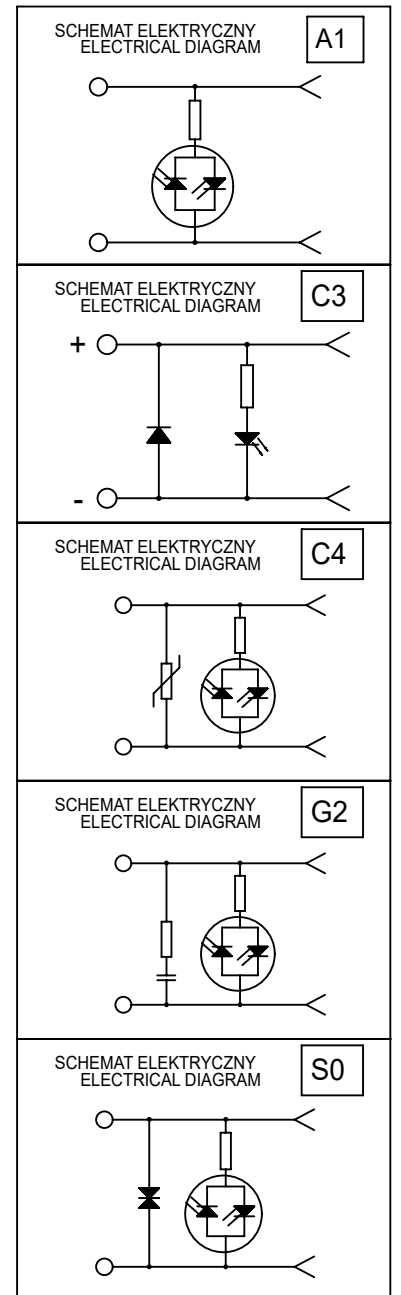 SCHEMAT ELEKTRYCZNY
ELECTRICAL DIAGRAM
A1
SCHEMAT ELEKTRYCZNY
ELECTRICAL DIAGRAM
C3
+
-
SCHEMAT ELEKTRYCZNY
ELECTRICAL DIAGRAM
C4
SCHEMAT ELEKTRYCZNY
ELECTRICAL DIAGRAM
G2
SCHEMAT ELEKTRYCZNY
ELECTRICAL DIAGRAM
S0